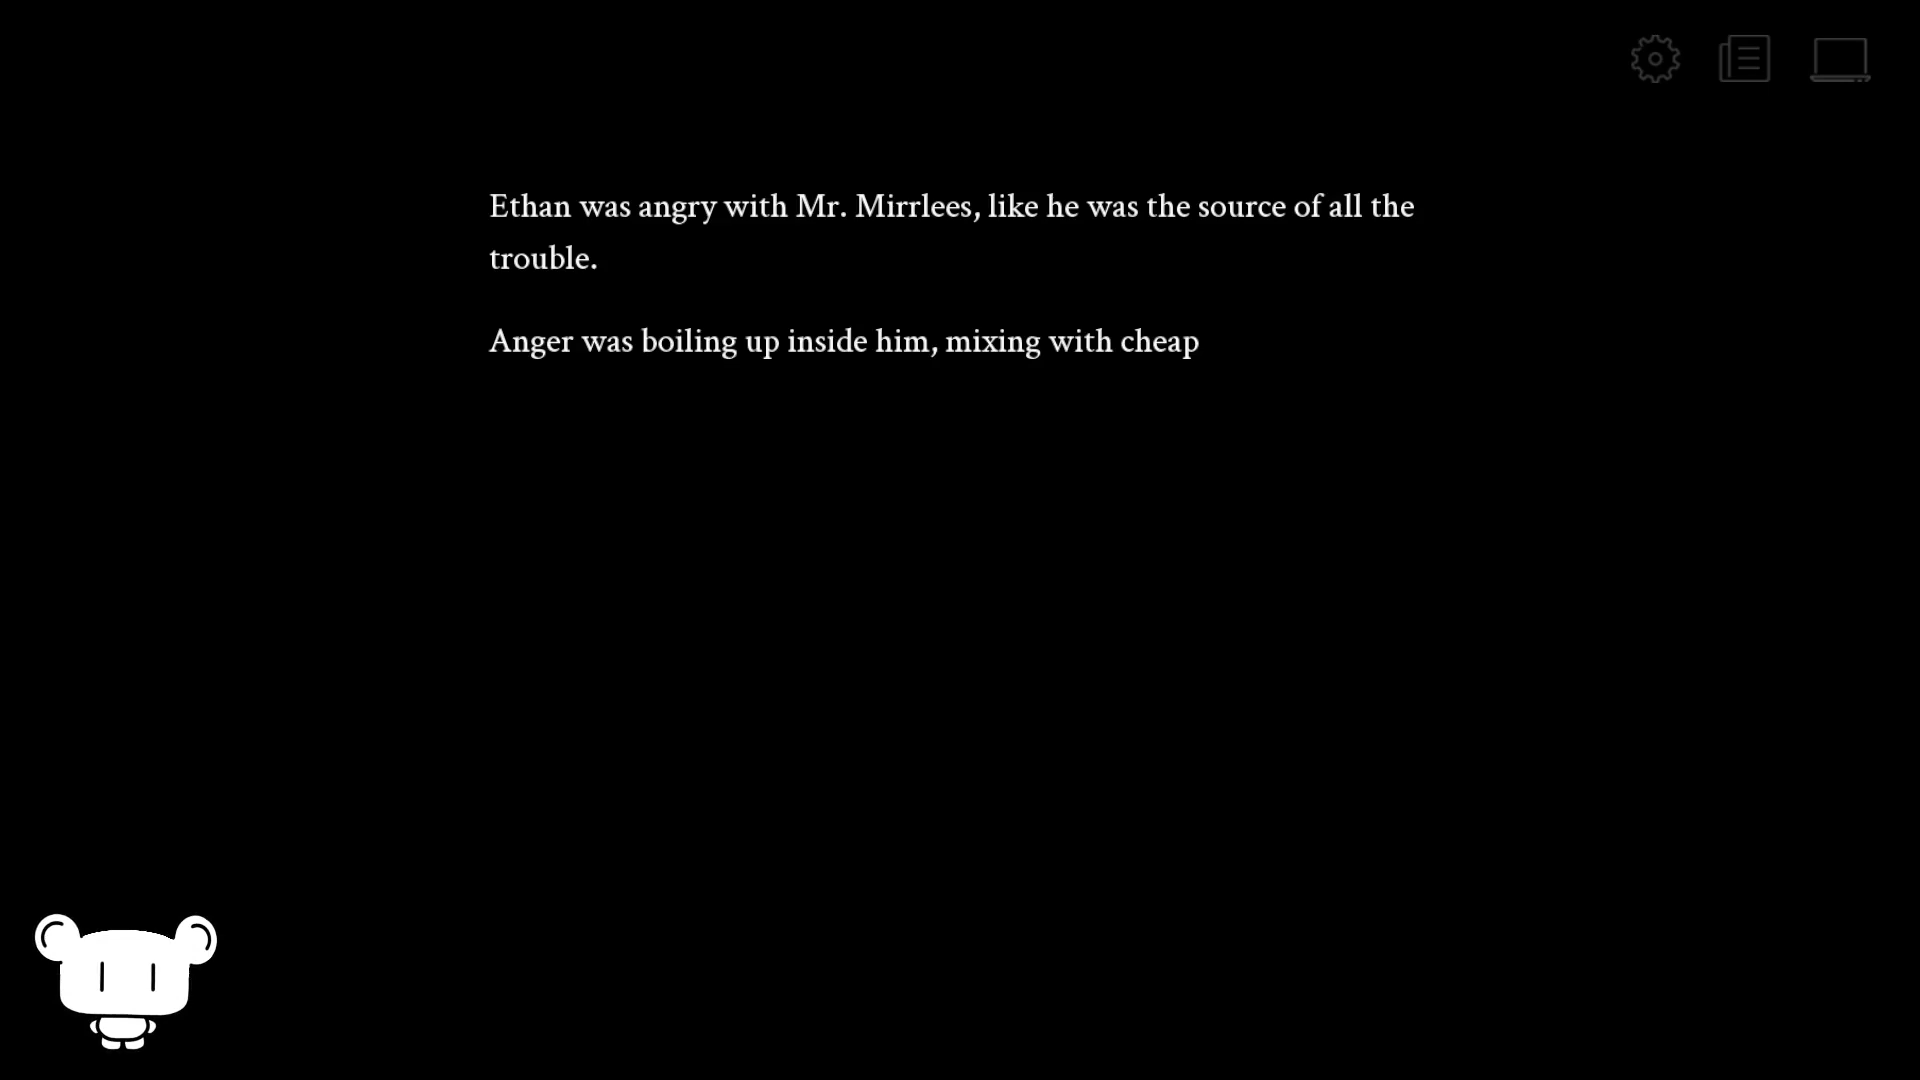 Ethan was angry with Mr. Mirrlees, like he was the source of all the
trouble.
Anger was boiling up inside him, mixing with cheap